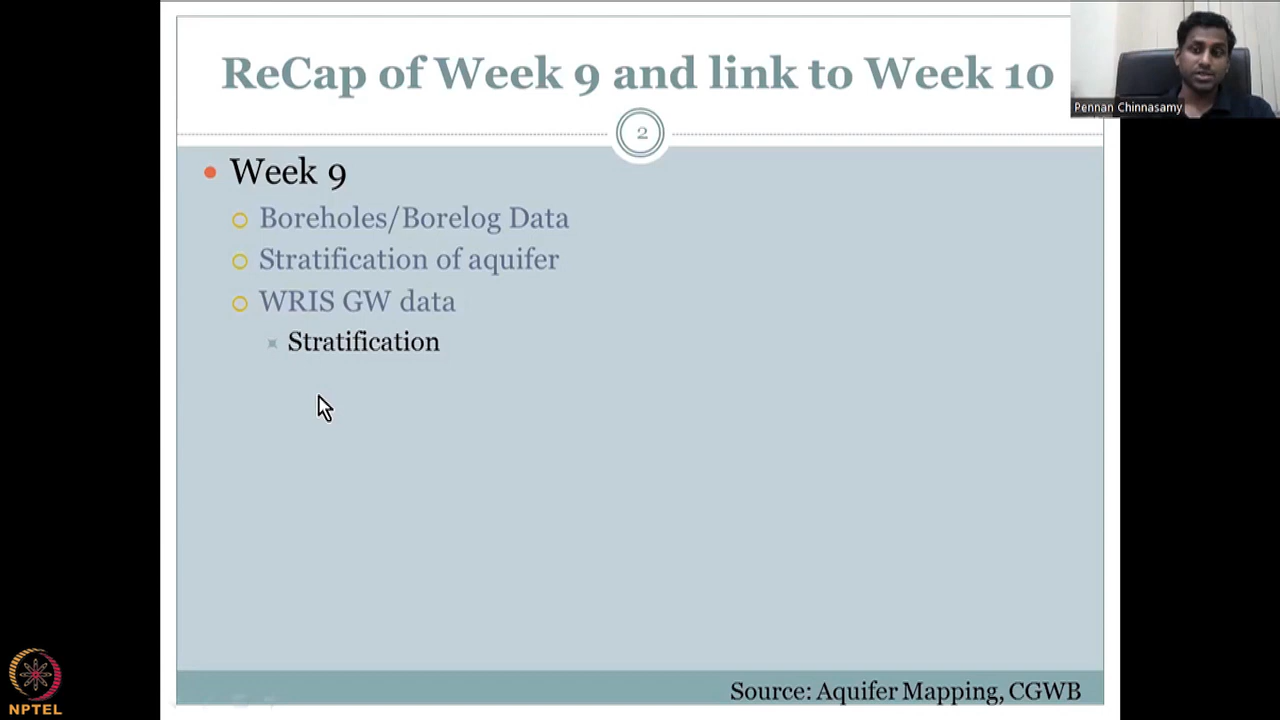 ReCap of Week 9 and link to Week 10
Pennan Chinnasamy
2
Week 9
Boreholes/Borelog Data
Stratification of aquifer
WRIS GW data
Stratification
Source: Aquifer Mapping, CGWB
NPTEL